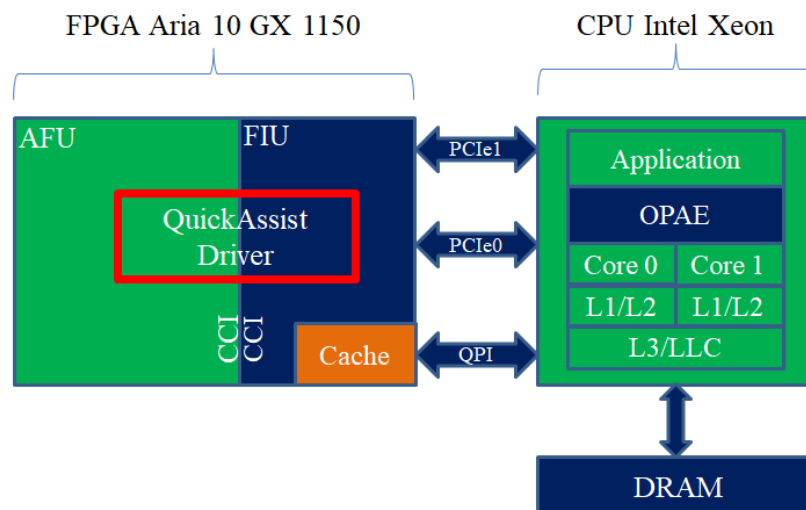 FPGA Aria 10 GX 1150
CPU Intel Xeon
AFU
FIU
QuickAssist
Driver
CCI
CCI
Cache
PCIe1
PCIe0
QPI
Application
OPAE
Core 0
Core 1
L1/L2
L1/L2
L3/LLC
DRAM